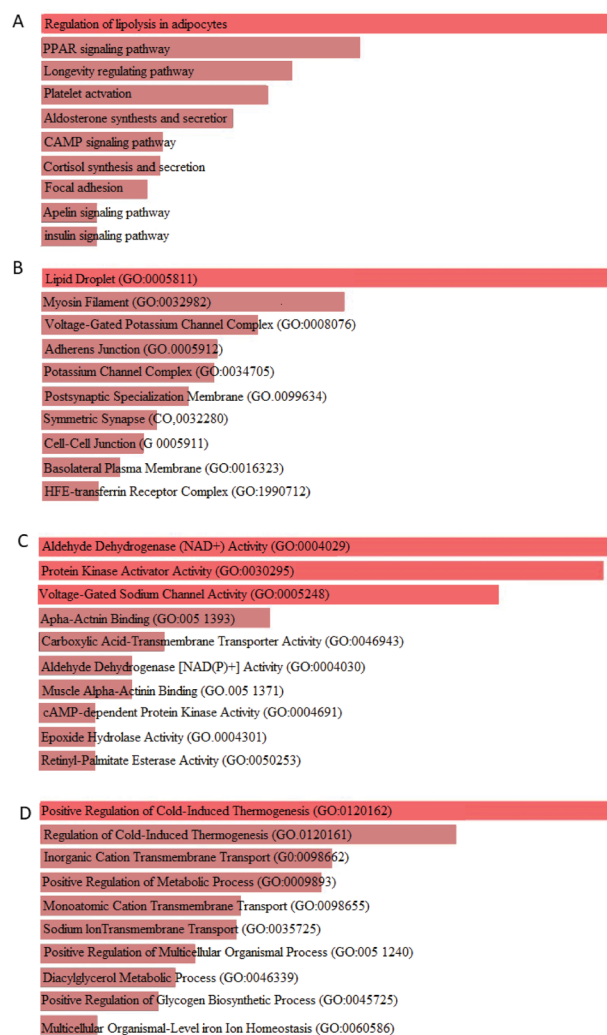 A
Regulation of lipolysis in adipocytes
PPAR signaling pathway
Longevity regulating pathway
Platelet actvation
Aldosterone synthests and secretior
CAMP signaling pathway
Cortisol synthesis and secretion
Focal adhesion
Apelin signaling pathway
insulin signaling pathway
B
Lipid Droplet (GO:0005811)
Myosin Filament (GO:0032982)
Voltage-Gated Potassium Channel Complex (GO:0008076)
Adherens Junction (GO.0005912)
Potassium Channel Complex (GO:0034705)
Postsynaptic Specialization Membrane (GO.0099634)
Symmetric Synapse (CO,0032280)
Cell-Cell Junction (G 0005911)
Basolateral Plasma Membrane (GO:0016323)
HFE-transferrin Receptor Complex (GO:1990712)
C
Aldehyde Dehydrogenase (NAD+) Activity (GO:0004029)
Protein Kinase Activator Activity (GO:0030295)
Voltage-Gated Sodium Channel Activity (GO:0005248)
Apha-Actnin Binding (GO:005 1393)
Carboxylic Acid-Transmembrane Transporter Activity (GO:0046943)
Aldehyde Dehydrogenase [NAD(P)+] Activity (GO:0004030)
Muscle Alpha-Actinin Binding (GO.005 1371)
cAMP-dependent Protein Kinase Activity (GO:0004691)
Epoxide Hydrolase Activity (GO.0004301)
Retinyl-Palmitate Esterase Activity (GO:0050253)
D
Positive Regulation of Cold-Induced Thermogenesis (GO:0120162)
Regulation of Cold-Induced Thermogenesis (GO.0120161)
Inorganic Cation Transmembrane Transport (G0:0098662)
Positive Regulation of Metabolic Process (GO:0009893)
Monoatomic Cation Transmembrane Transport (GO:0098655)
Sodium lonTransmembrane Transport (GO:0035725)
Positive Regulation of Multicellular Organismal Process (GO:005 1240)
Diacylglycerol Metabolic Process (GO:0046339)
Positive Regulation of Glycogen Biosynthetic Process (GO:0045725)
Multicellular Organismal-Level iron Ion Homeostasis (GO:0060586)